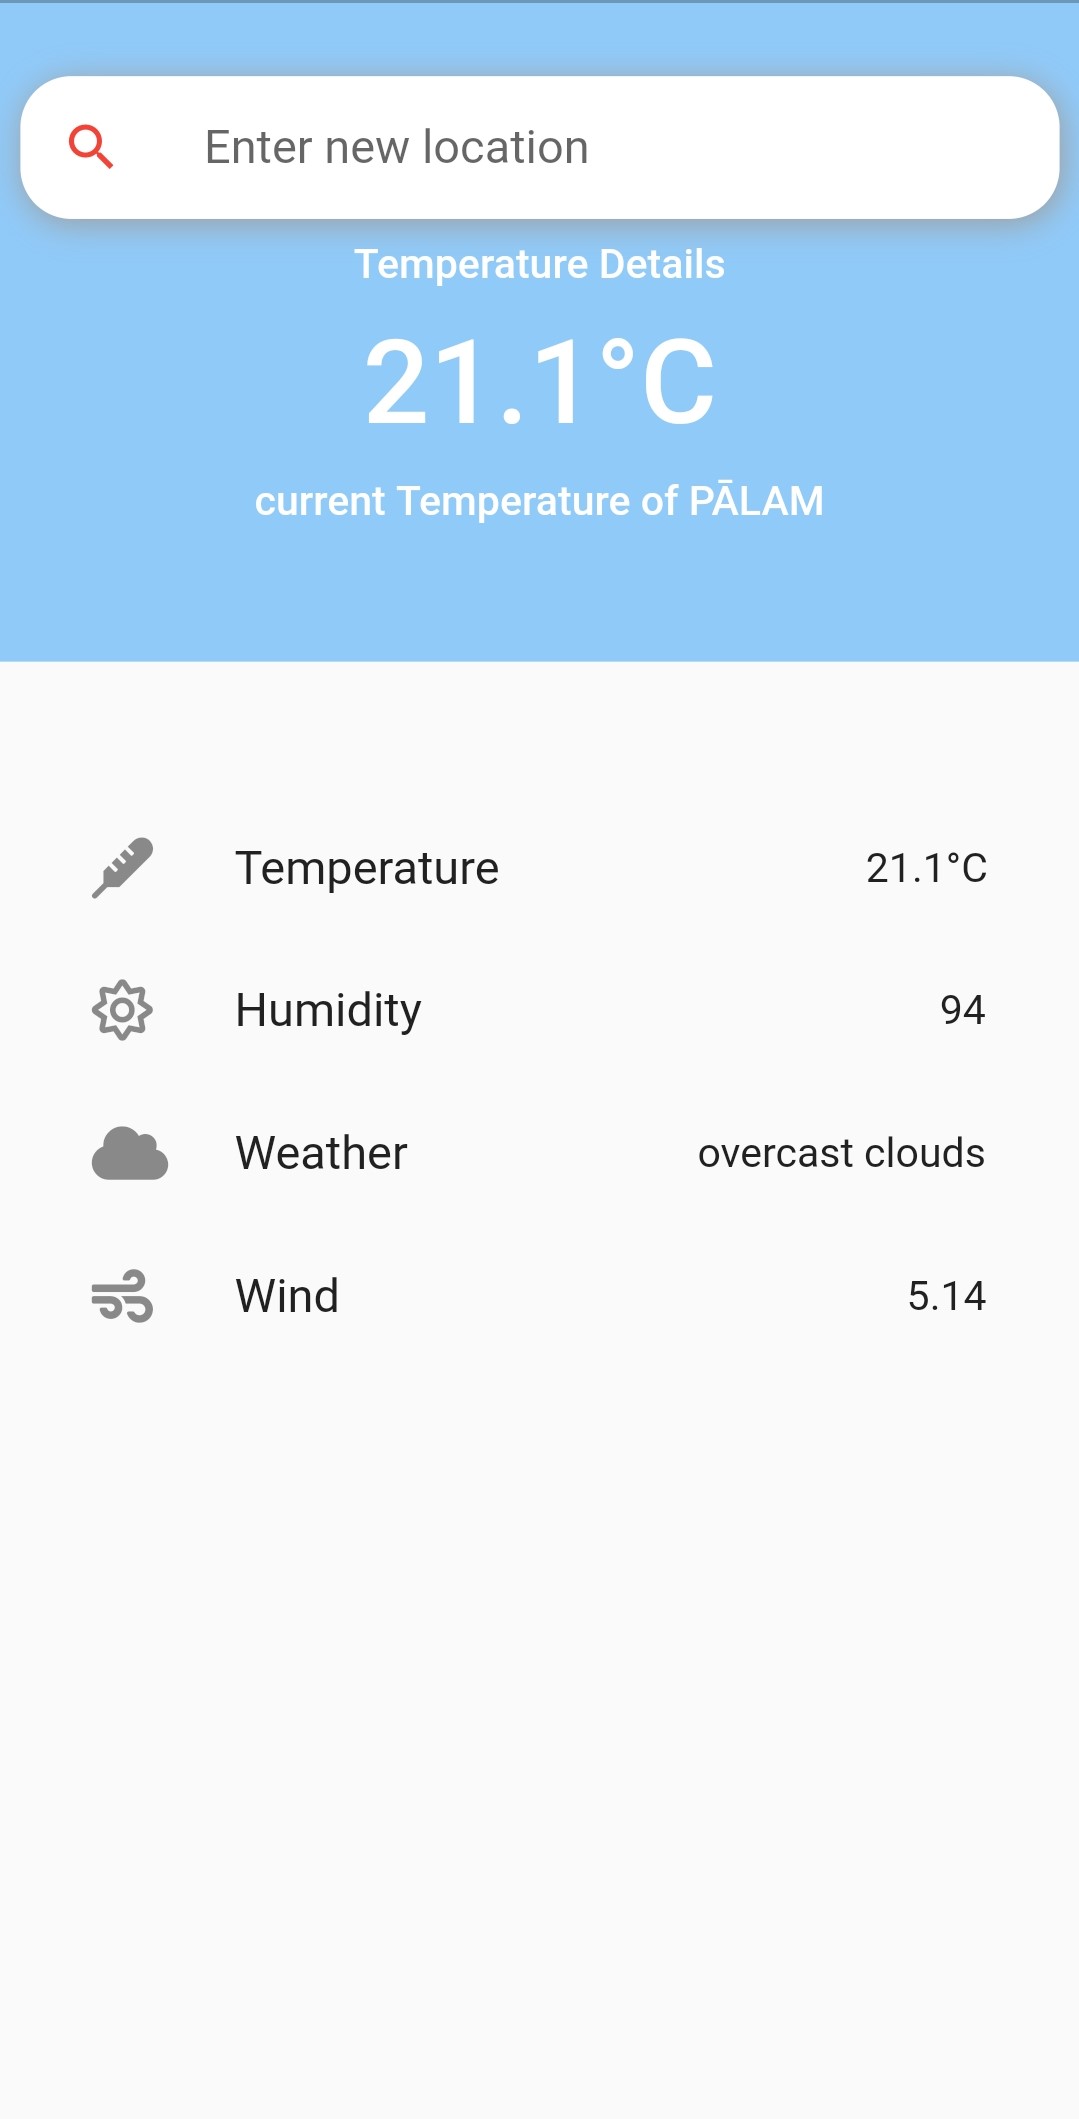 Enter new location
Temperature Details
21.1°C
current Temperature of PĀLAM
Temperature 21.1°C
Humidity 94
Weather overcast clouds
Wind 5.14